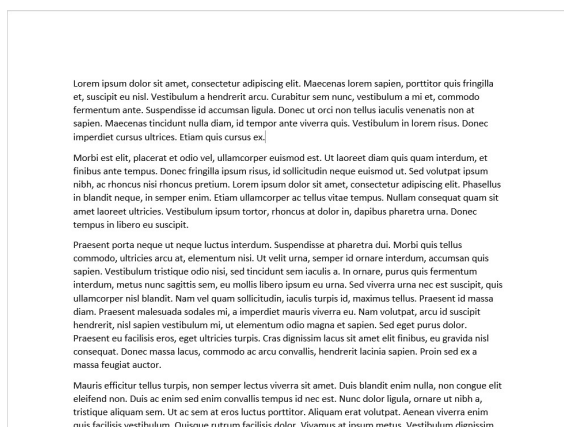 Lorem ipsum dolor sit amet, consectetur adipiscing elit. Maecenas lorem sapien, porttitor quis fringilla
et, suscipit eu nisl. Vestibulum a hendrerit arcu. Curabitur sem nunc, vestibulum a mi et, commodo
fermentum ante. Suspendisse id accumsan ligula. Donec ut orci non tellus iaculis venenatis non at
sapien. Maecenas tincidunt nulla diam, id tempor ante viverra quis. Vestibulum in lorem risus. Donec
imperdiet cursus ultrices. Etiam quis cursus ex.
Morbi est elit, placerat et odio vel, ullamcorper euismod est. Ut laoreet diam quis quam interdum, et
finibus ante tempus. Donec fringilla ipsum risus, id sollicitudin neque euismod ut. Sed volutpat ipsum
nibh, ac rhoncus nisi rhoncus pretium. Lorem ipsum dolor sit amet, consectetur adipiscing elit. Phasellus
in blandit neque, in semper enim. Etiam ullamcorper ac tellus vitae tempus. Nullam consequat quam sit
amet laoreet ultricies. Vestibulum ipsum tortor, rhoncus at dolor in, dapibus pharetra urna. Donec
tempus in libero eu suscipit.
Praesent porta neque ut neque luctus interdum. Suspendisse at pharetra dui. Morbi quis tellus
commodo, ultricies arcu at, elementum nisi. Ut velit urna, semper id ornare interdum, accumsan quis
sapien. Vestibulum tristique odio nisi, sed tincidunt sem iaculis a. In ornare, purus quis fermentum
interdum, metus nunc sagittis sem, eu mollis libero ipsum eu urna. Sed viverra urna nec est suscipit, quis
ullamcorper nisl blandit. Nam vel quam sollicitudin, iaculis turpis id, maximus tellus. Praesent id massa
diam. Praesent malesuada sodales mi, a imperdiet mauris viverra eu. Nam volutpat, arcu id suscipit
hendrerit, nisl sapien vestibulum mi, ut elementum odio magna et sapien. Sed eget purus dolor.
Praesent eu facilisis eros, eget ultricies turpis. Cras dignissim lacus sit amet elit finibus, eu gravida nisl
consequat. Donec massa lacus, commodo ac arcu convallis, hendrerit lacinia sapien. Proin sed ex a
massa feugiat auctor.
Mauris efficitur tellus turpis, non semper lectus viverra sit amet. Duis blandit enim nulla, non congue elit
eleifend non. Duis ac enim sed enim convallis tempus id nec est. Nunc dolor ligula, ornare ut nibh a,
tristique aliquam sem. Ut ac sem at eros luctus porttitor. Aliquam erat volutpat. Aenean viverra enim
quis facilisis vestibulum. Quisque rutrum facilisis dolor. Vivamus at ipsum metus. Vestibulum dignissim